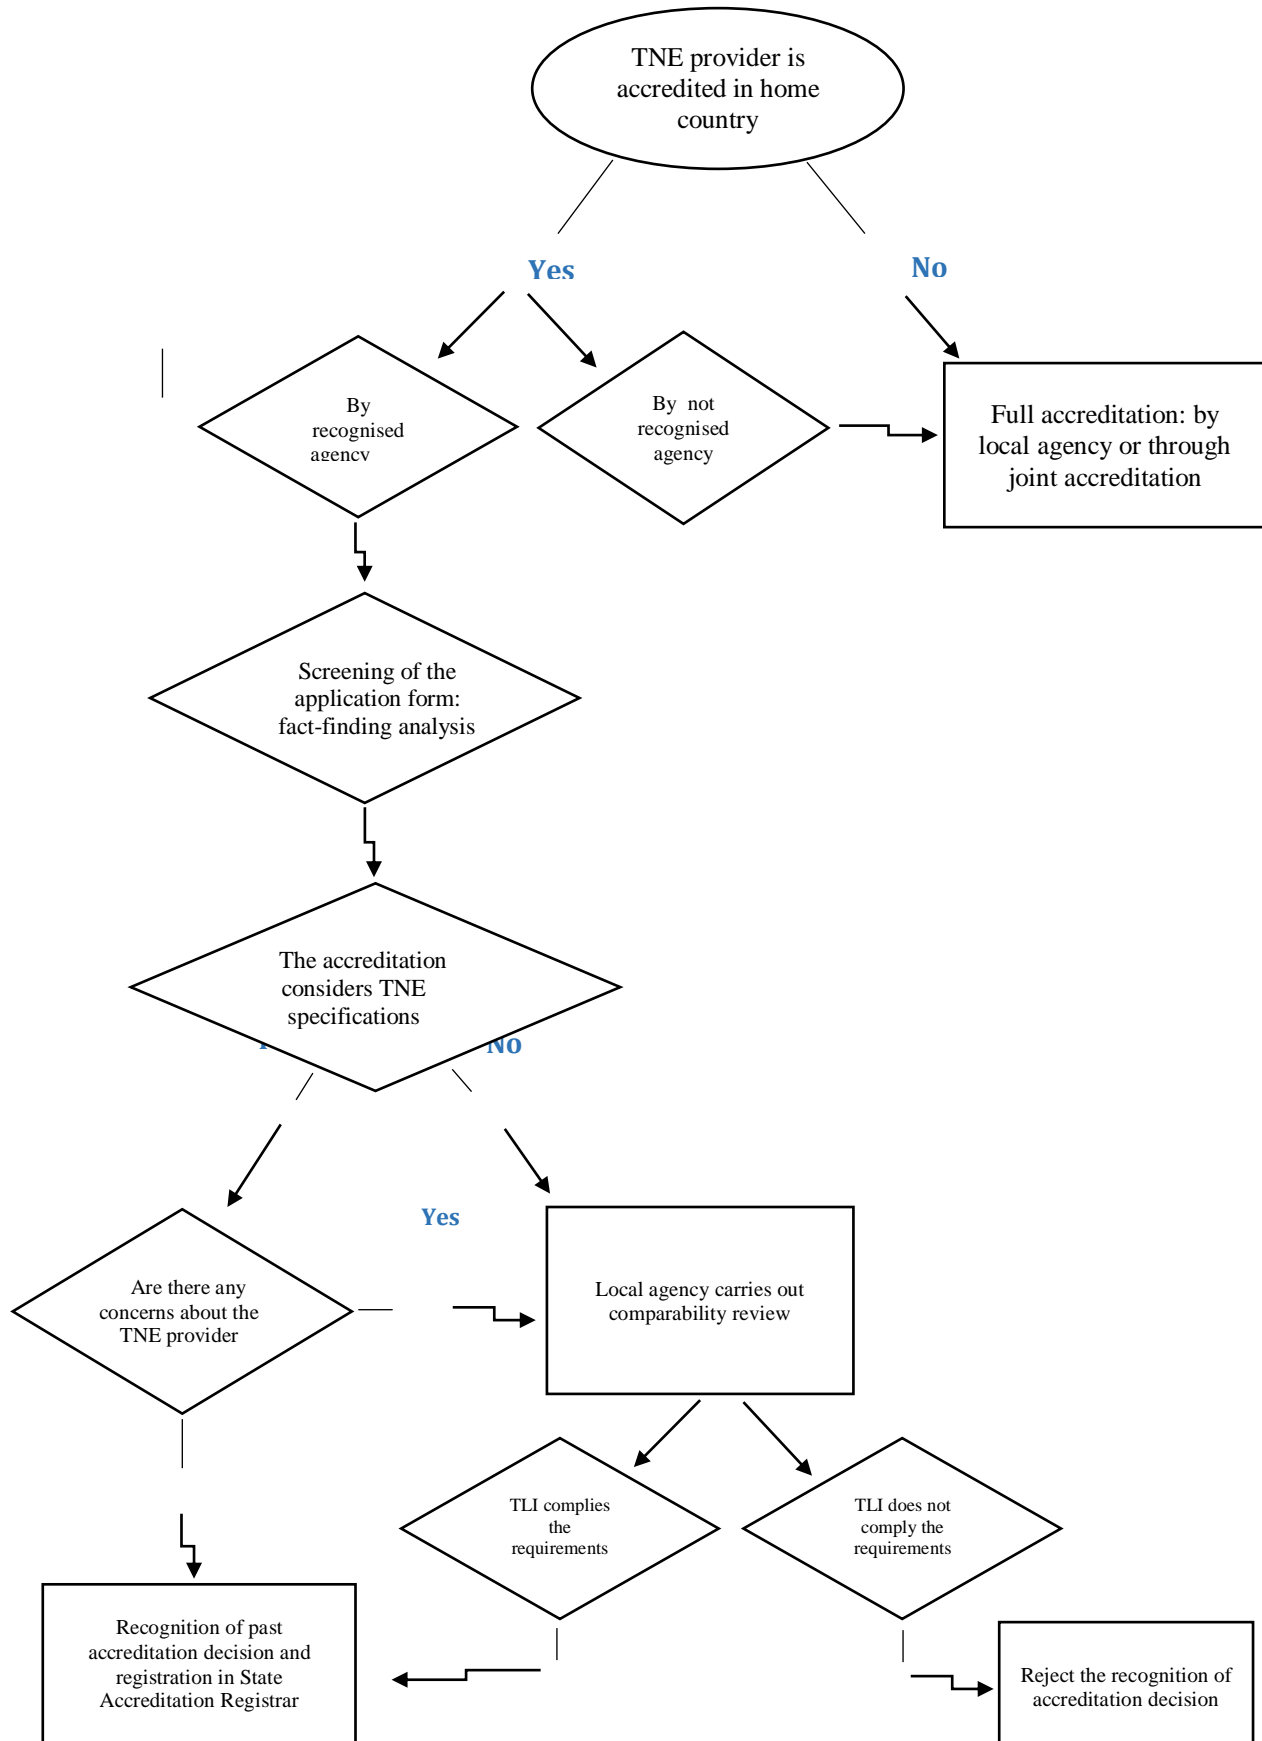 TNE provider is
accredited in home
country
Yes
No
By
recognised
agency
By not
recognised
agency
Full accreditation: by
local agency or through
joint accreditation
Screening of the
application form:
fact-finding analysis
The accreditation
considers TNE
specifications
No
Yes
Are there any
concerns about the
TNE provider
Local agency carries out
comparability review
TLI complies
the
requirements
TLI does not
comply the
requirements
Recognition of past
accreditation decision and
registration in State
Accreditation Registrar
Reject the recognition of
accreditation decision